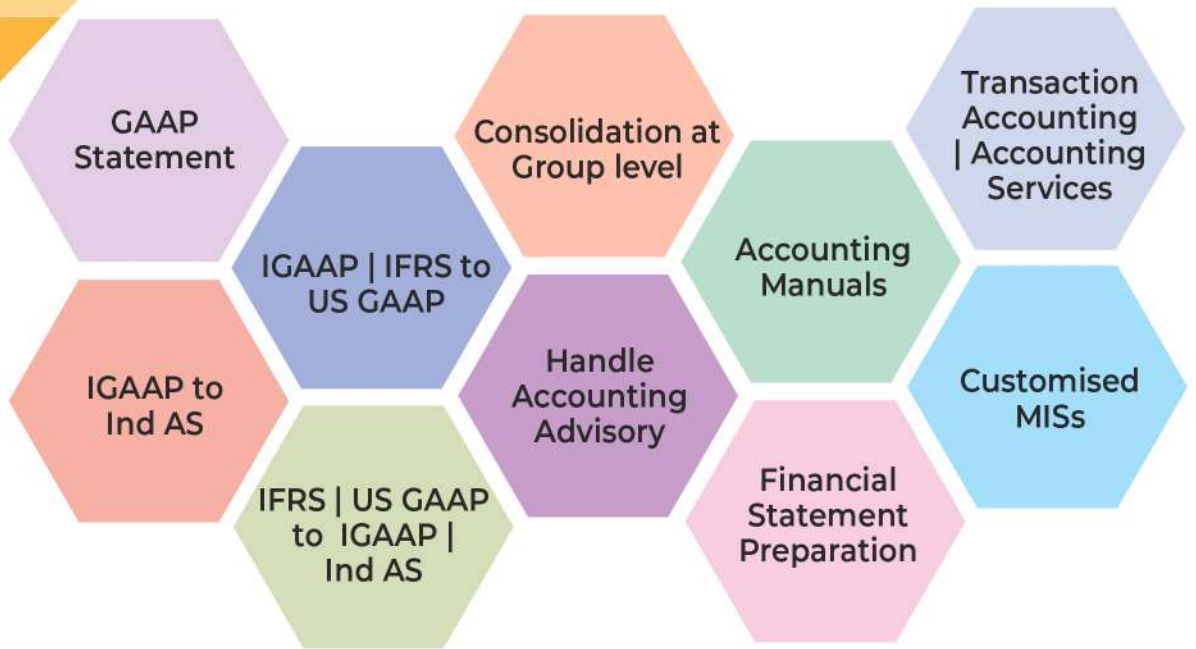 GAAP
Statement
IGAAP to
Ind AS
IGAAP | IFRS to
US GAAP
IFRS | US GAAP
to IGAAP |
Ind AS
Consolidation at
Group level
Handle
Accounting
Advisory
Accounting
Manuals
Financial
Statement
Preparation
Transaction
Accounting
| Accounting
Services
Customised
MISs